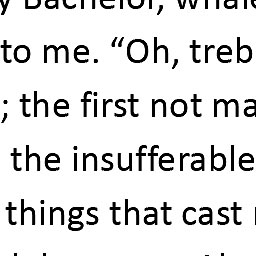 y Bachelor, whale
to me. “Oh, treb
; the first not ma
the insufferable
things that cast